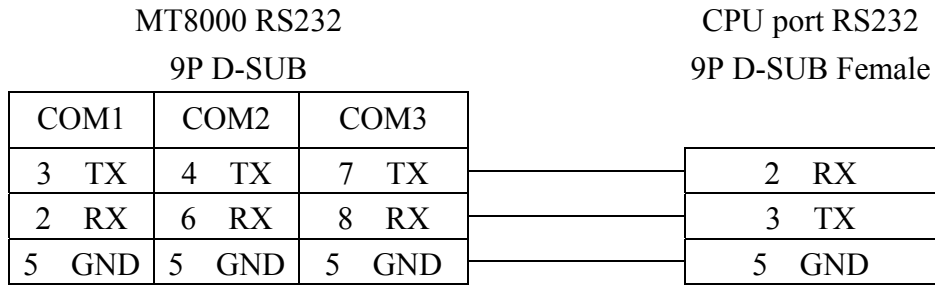 MT8000 RS232 CPU port RS232
9P D-SUB 9P D-SUB Female
COM1 COM2 COM3
3 TX 4 TX 7 TX 2 RX
2 RX 6 RX 8 RX 3 TX
5 GND 5 GND 5 GND 5 GND